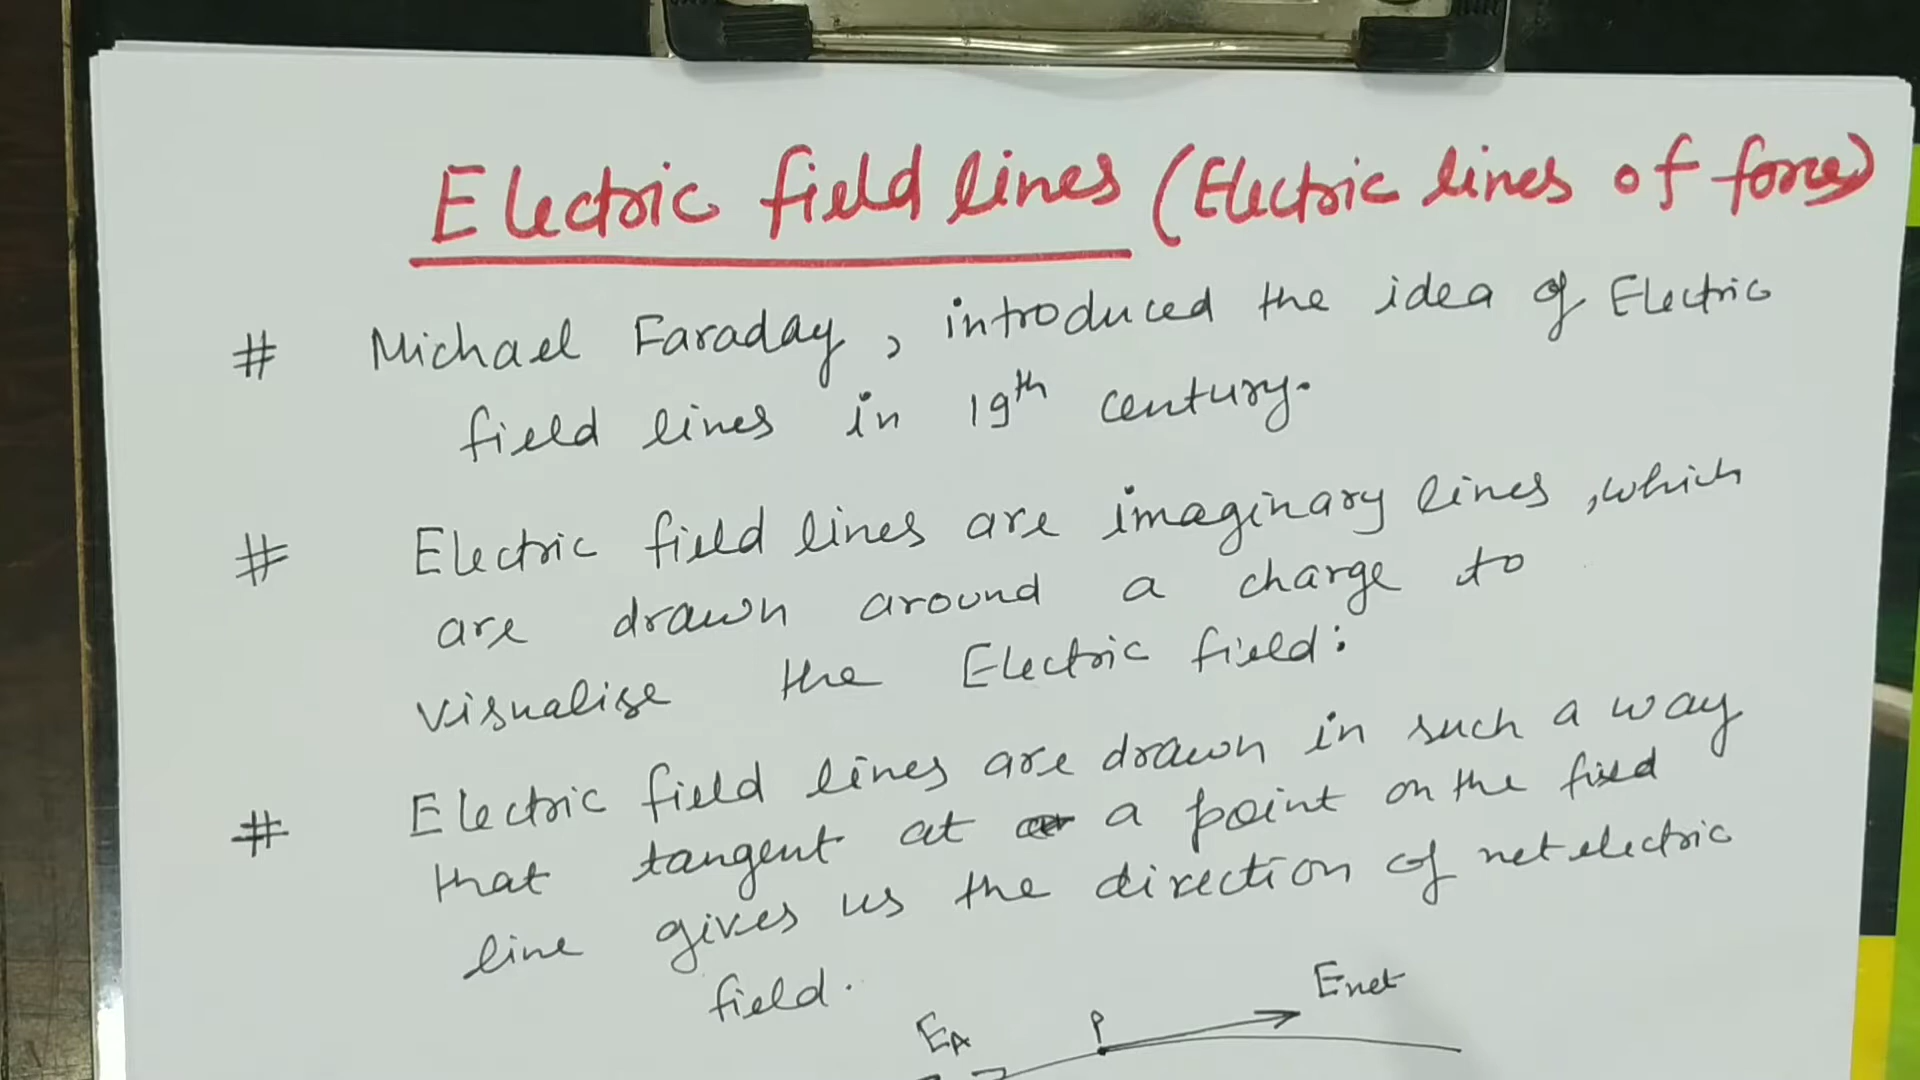 Electric field lines (Electric lines of force)
# Michael Faraday, introduced the idea of Electric
field lines in 19th century.
# Electric field lines are imaginary lines, which
are drawn around a charge to
visualise the Electric field:
# Electric field lines are drawn in such a way
that tangent at a point on the field
line gives us the direction of net electric
field.
Enet
EA P